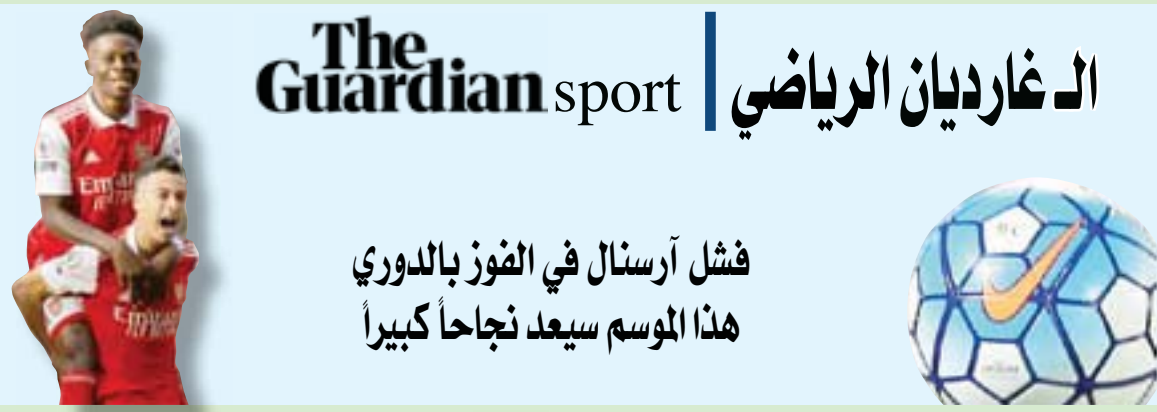 الـ غارديان الرياضي
The
Guardian sport
فشل آرسنال في الفوز بالدوري
هذا الموسم سيعد نجاحاً كبيراً